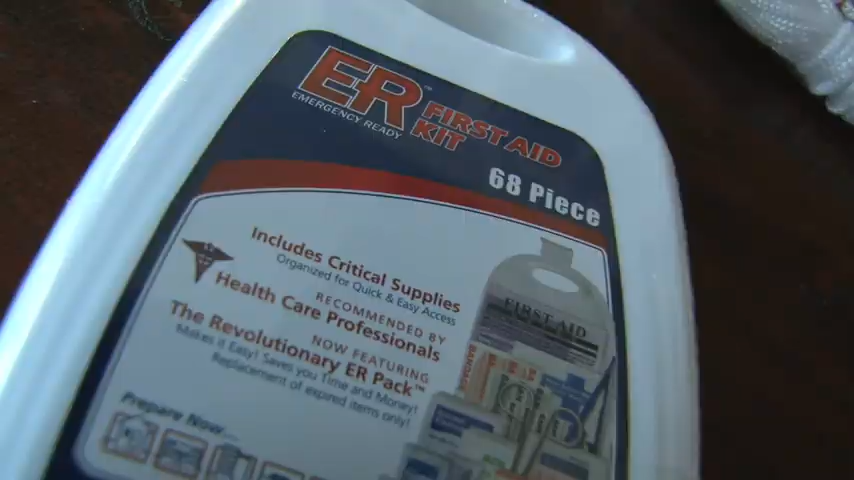 ER™
EMERGENCY READY
FIRST AID
KIT
68 Piece
Includes Critical Supplies
Organized for Quick & Easy Access
RECOMMENDED BY
Health Care Professionals
NOW FEATURING
The Revolutionary ER Pack™
Makes it Easy! Saves you Time and Money!
Replacement of expired items only!
Prepare Now...
FIRST AID